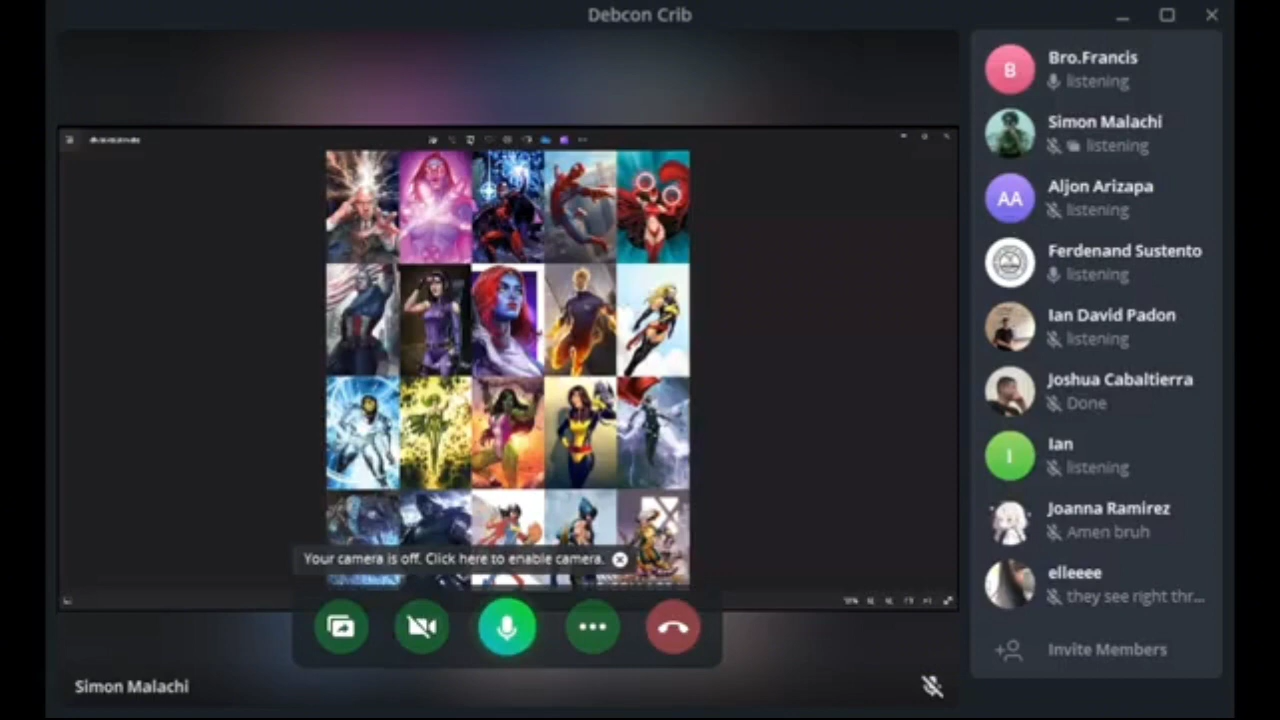 Debcon Crib
Bro.Francis
listening
Simon Malachi
listening
Aljon Arizapa
AA
listening
Ferdenand Sustento
listening
Ian David Padon
listening
Joshua Cabaltierra
Done
Ian
I
listening
Joanna Ramirez
Amen bruh
elleeee
they see right thr...
Invite Members
B
Your camera is off. Click here to enable camera.
Simon Malachi